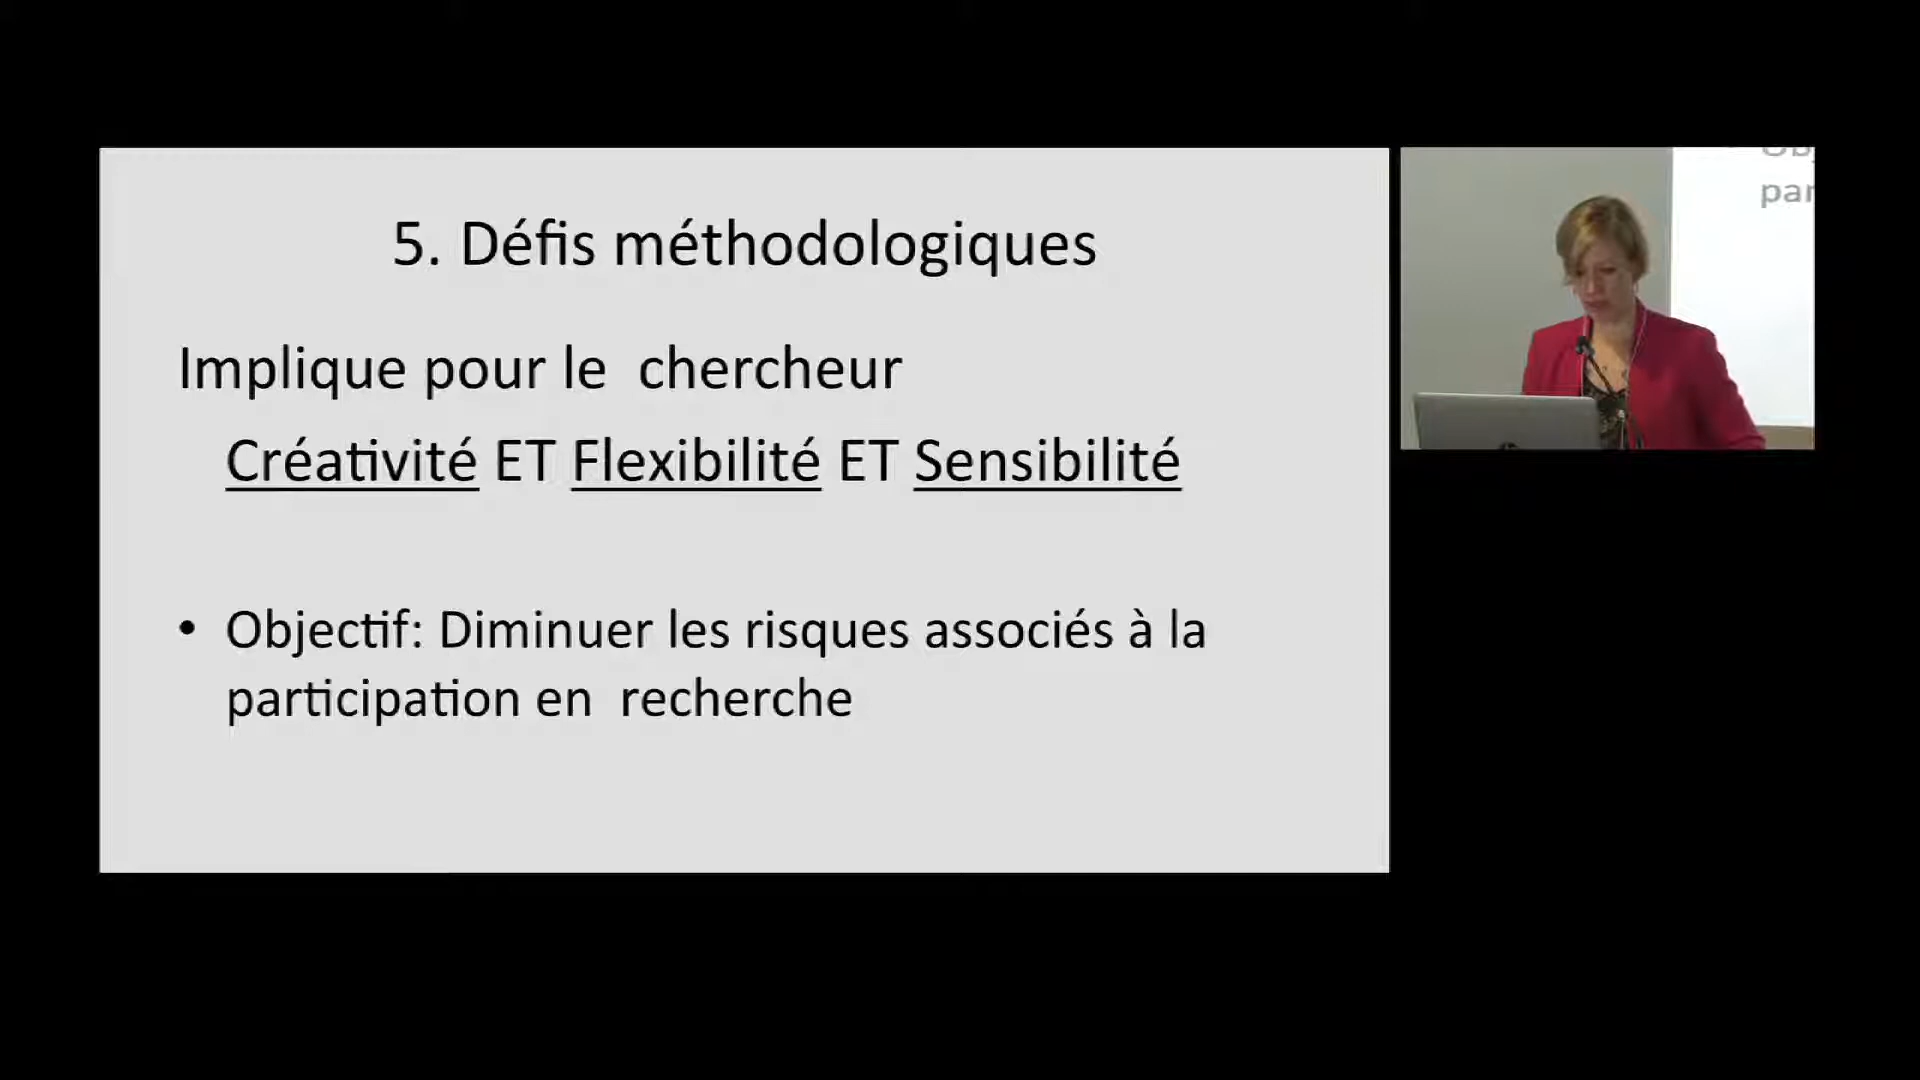 5. Défis méthodologiques
Implique pour le  chercheur
Créativité ET Flexibilité ET Sensibilité
• Objectif: Diminuer les risques associés à la
participation en  recherche